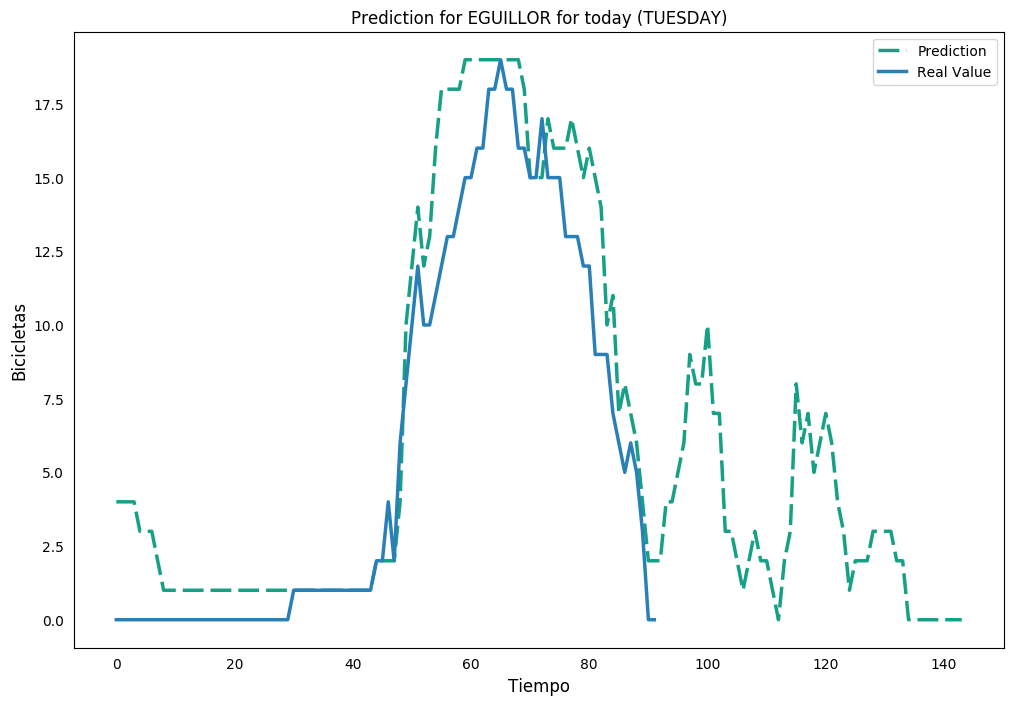 Prediction for EGUILLOR for today (TUESDAY)
Prediction
Real Value
17.5
15.0
12.5
10.0
7.5
5.0
2.5
0.0
Bicicletas
0 20 40 60 80 100 120 140
Tiempo